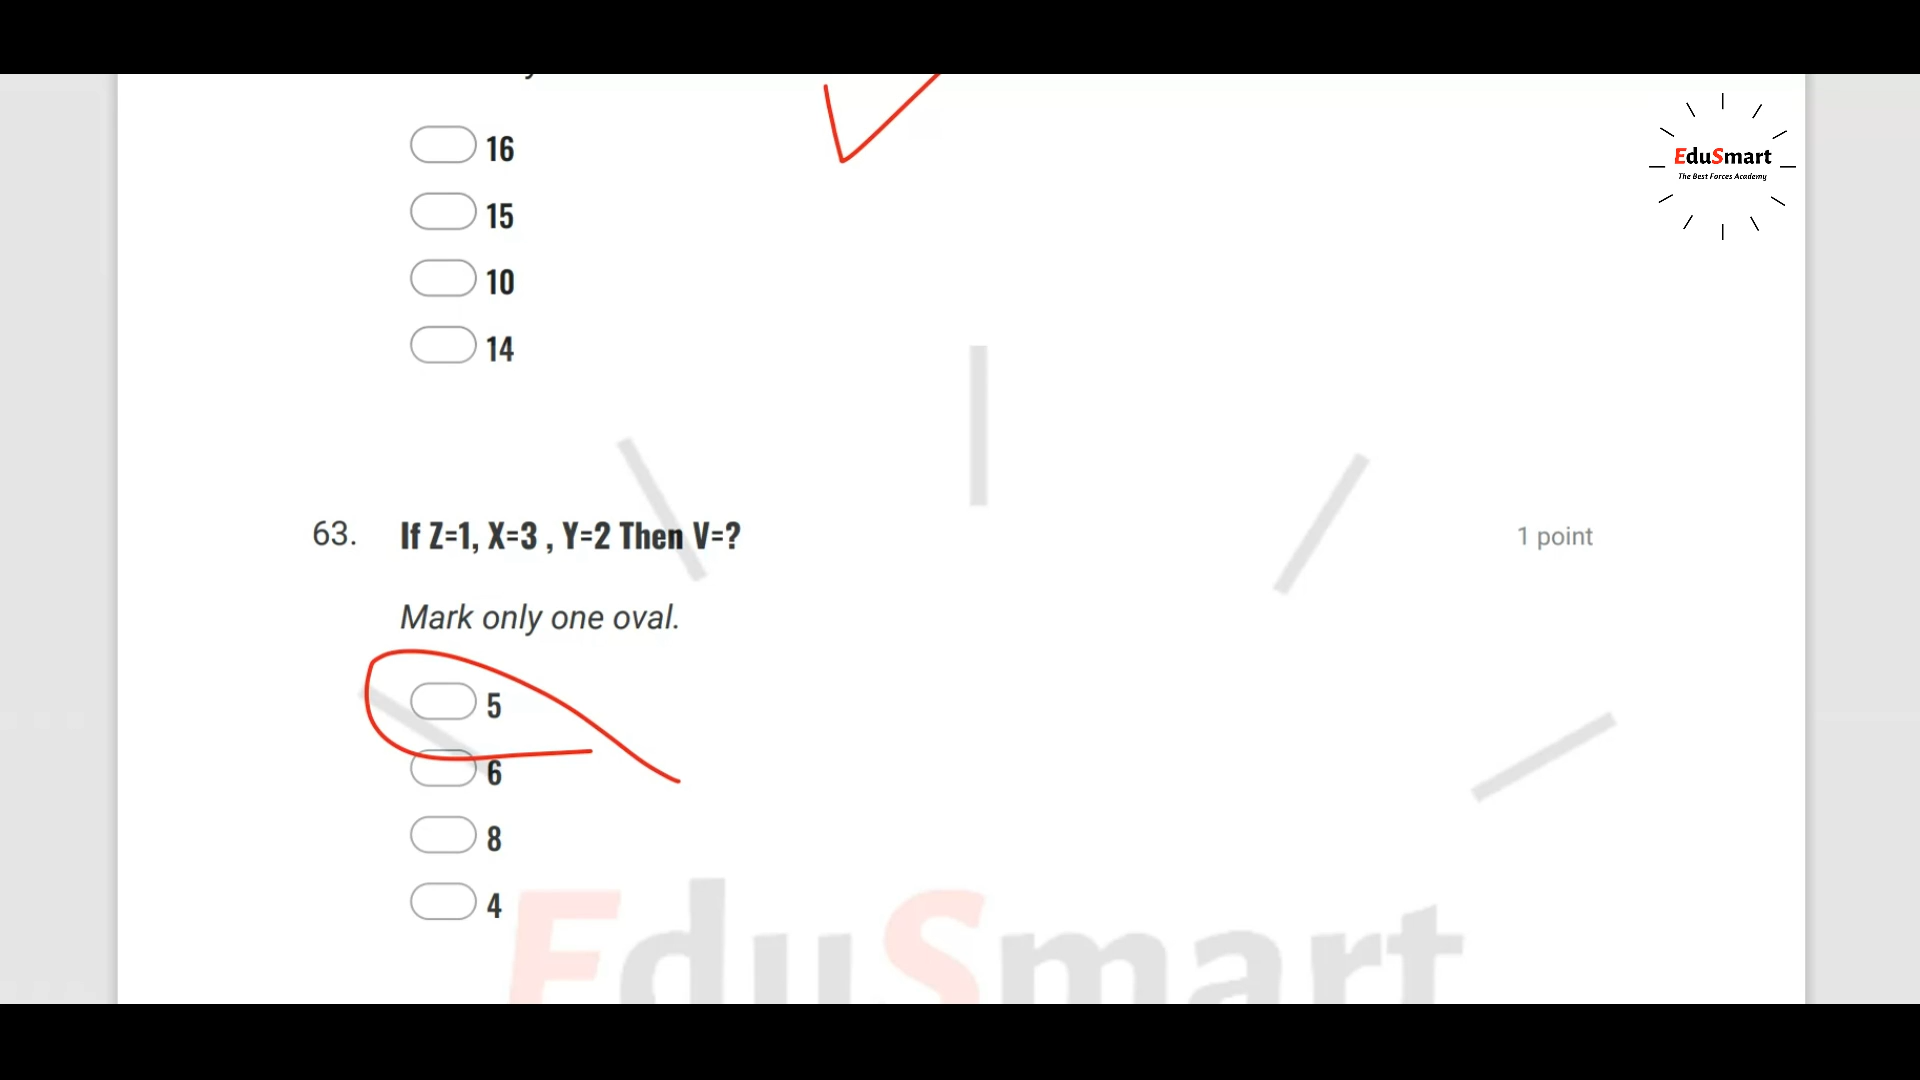 16
15
10
14
EduSmart
The Best Forces Academy
63. If Z=1, X=3 , Y=2 Then V=?
1 point
Mark only one oval.
5
6
8
4
EduSmart